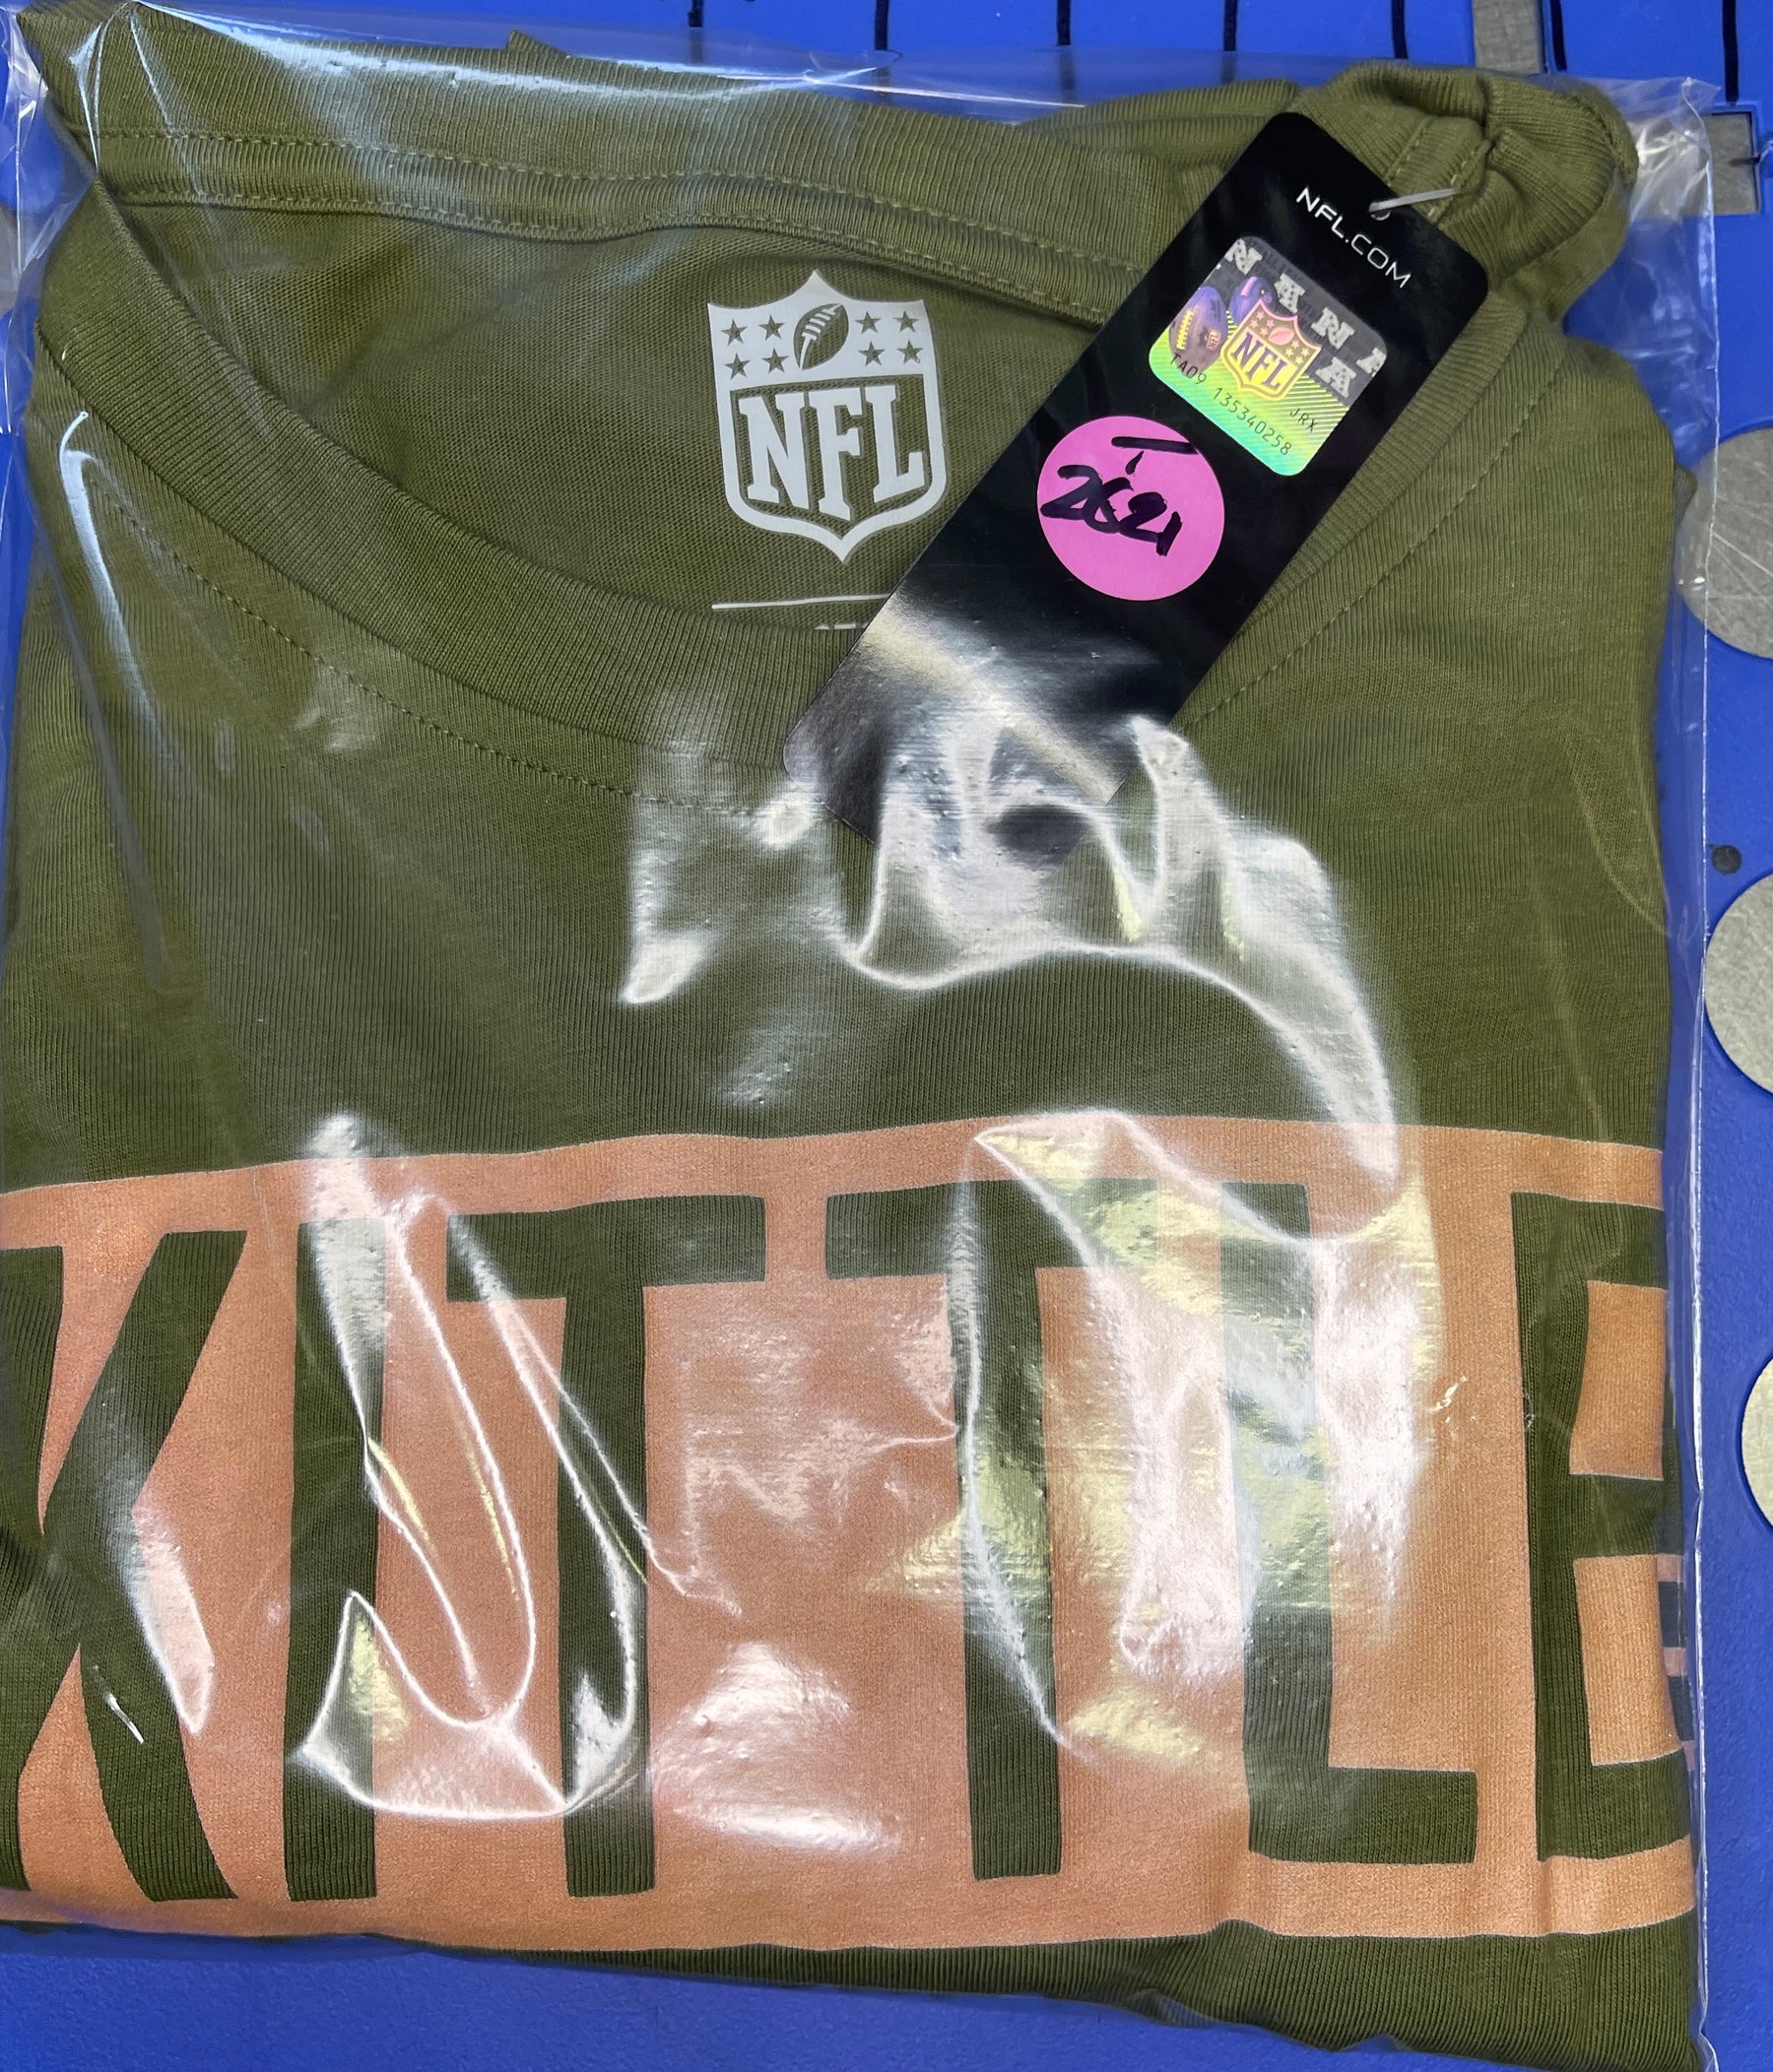 NFL.COM
NFL
TA09 135340258 JRX
NFL
T
2621
KITTLE